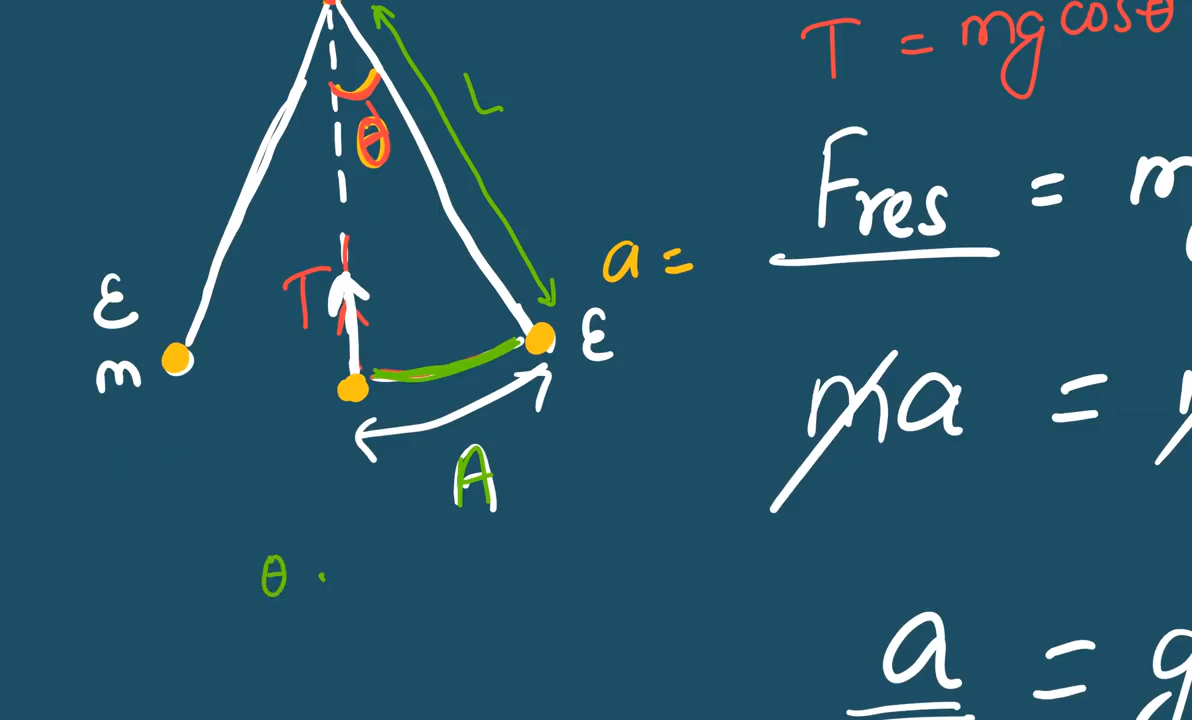 T = mg cosθ
L
θ
Fres = m
a =
T
ε
ε
m
ma =
A
θ
a = g